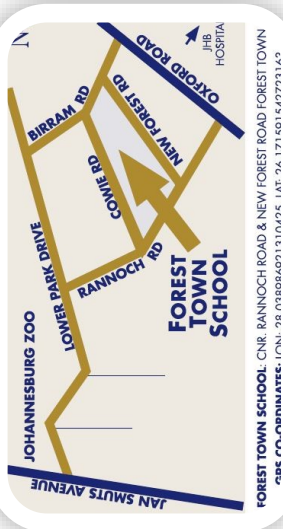 N
JHB
HOSPITAL
OXFORD ROAD
BIRRAM RD
NEW FOREST RD
COWIE RD
LOWER PARK DRIVE
RANNOCH RD
FOREST
TOWN
SCHOOL
JOHANNESBURG ZOO
JAN SMUTS AVENUE
FOREST TOWN SCHOOL: CNR. RANNOCH ROAD & NEW FOREST ROAD FOREST TOWN